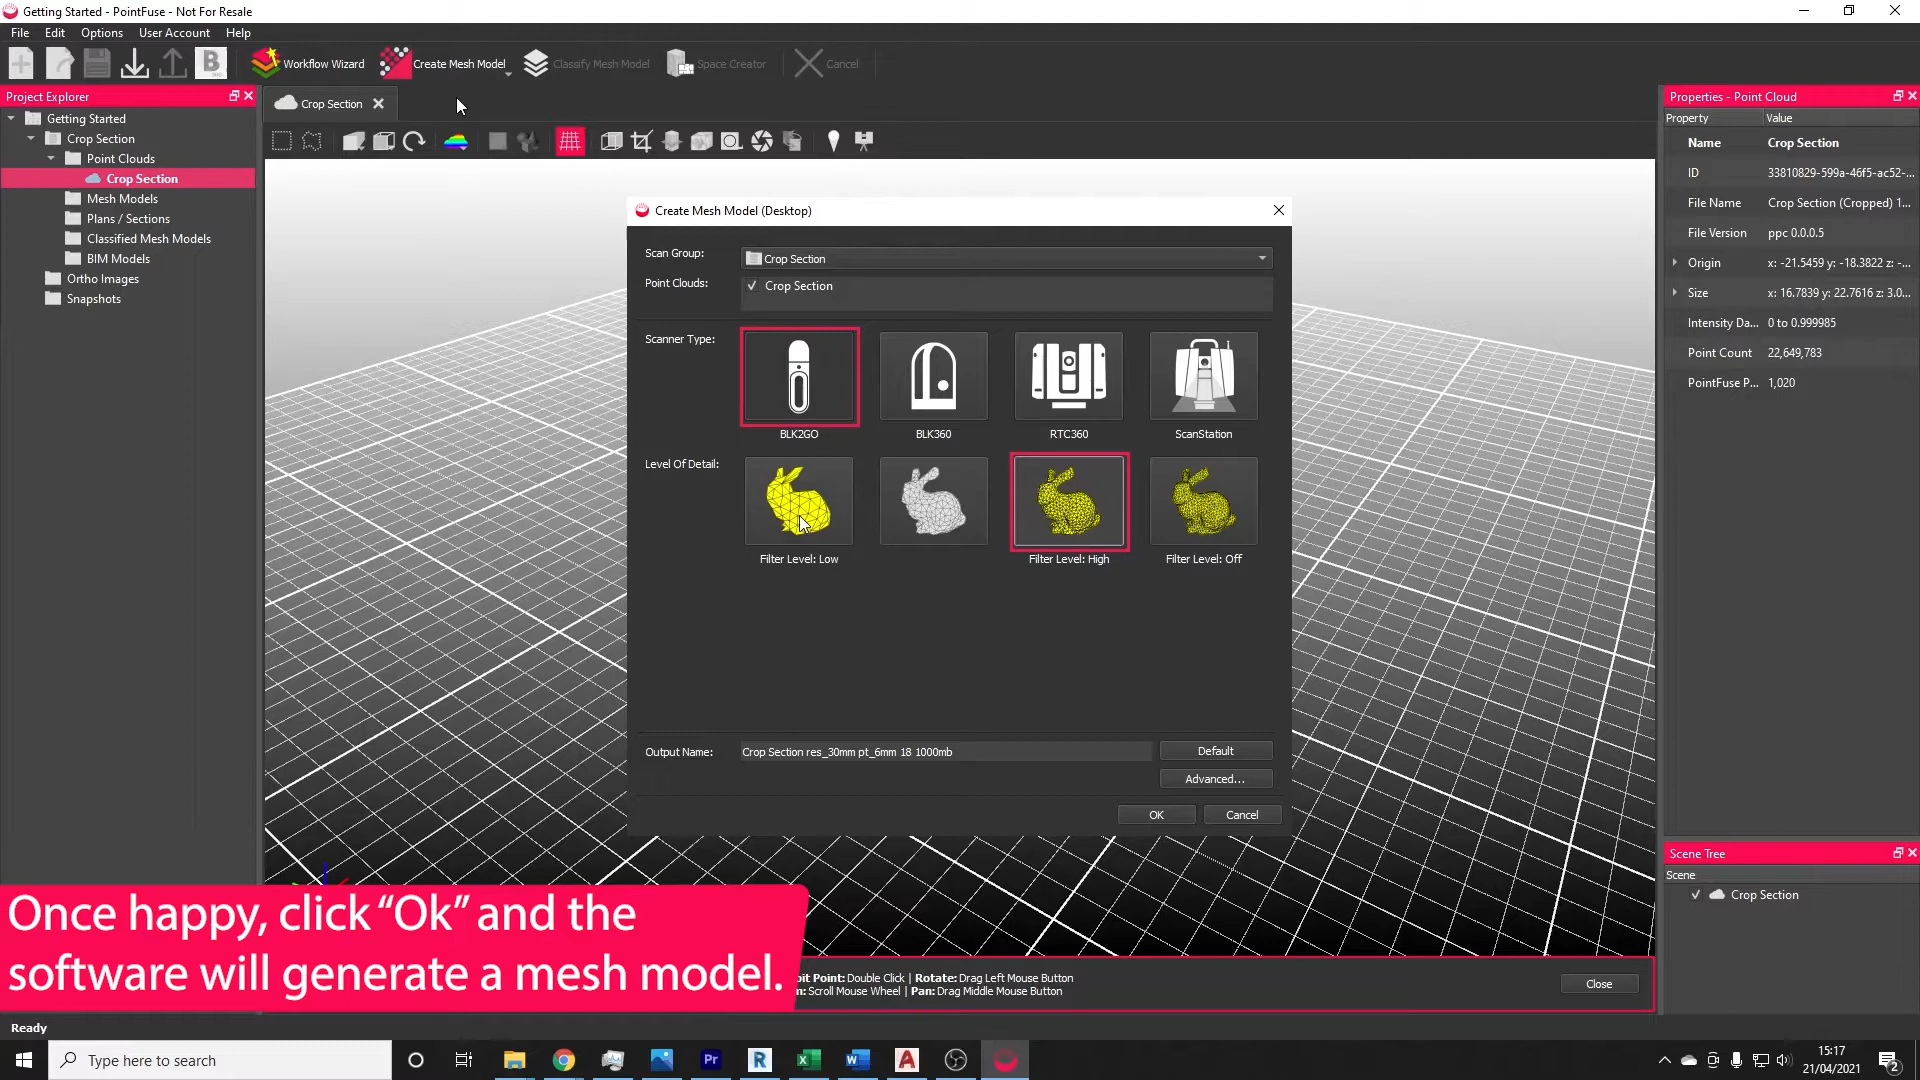 Getting Started - PointFuse - Not For Resale
File Edit Options User Account Help
Workflow Wizard Create Mesh Model Classify Mesh Model Space Creator Cancel
Project Explorer
Getting Started
Crop Section
Point Clouds
Crop Section
Mesh Models
Plans / Sections
Classified Mesh Models
BIM Models
Ortho Images
Snapshots
Crop Section
Create Mesh Model (Desktop)
Scan Group: Crop Section
Point Clouds: Crop Section
Scanner Type:
BLK2GO BLK360 RTC360 ScanStation
Level Of Detail:
Filter Level: Low Filter Level: High Filter Level: Off
Output Name: Crop Section res_30mm pt_6mm 18 1000mb Default
Advanced...
OK Cancel
Properties - Point Cloud
Property Value
Name Crop Section
ID 33810829-599a-46f5-ac52-...
File Name Crop Section (Cropped) 1...
File Version ppc 0.0.0.5
Origin x: -21.5459 y: -18.3822 z: -...
Size x: 16.7839 y: 22.7616 z: 3.0...
Intensity Da... 0 to 0.999985
Point Count 22,649,783
PointFuse P... 1,020
Scene Tree
Scene
Crop Section
Once happy, click “Ok” and the
software will generate a mesh model.
Point: Double Click | Rotate: Drag Left Mouse Button
Scroll Mouse Wheel | Pan: Drag Middle Mouse Button
Close
Ready
Type here to search
15:17
21/04/2021
2